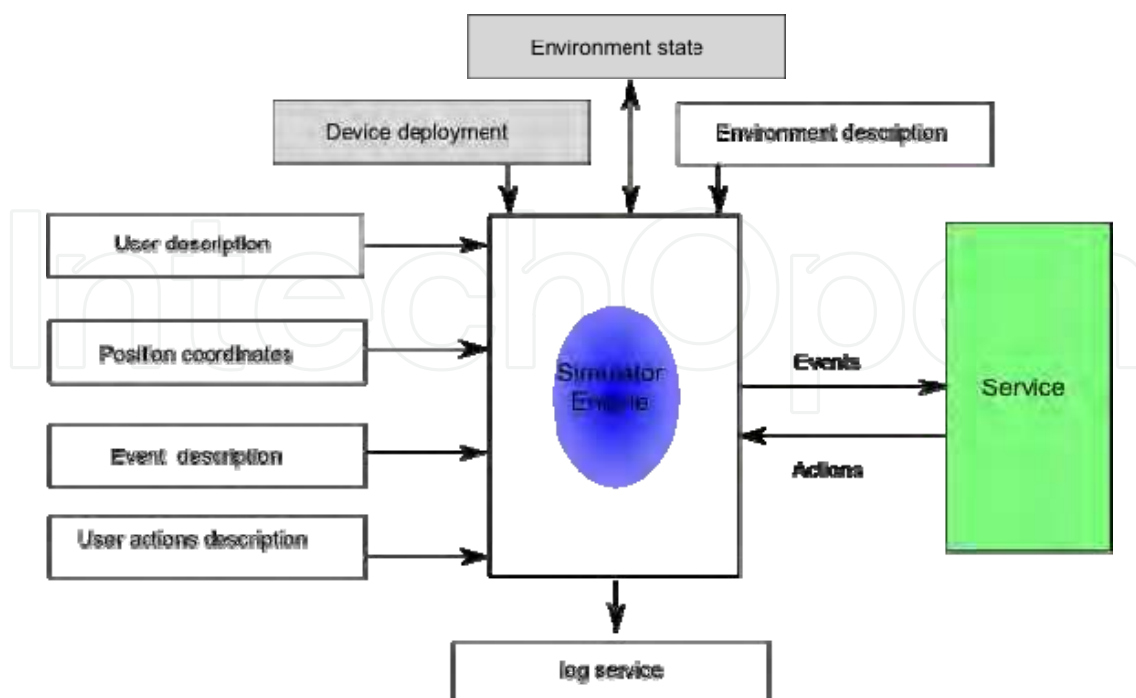 Environment state
Device deployment
Environment description
User description
Position coordinates
Event description
User actions description
Simulator
Engine
Events
Actions
Service
log service
IntechOpen